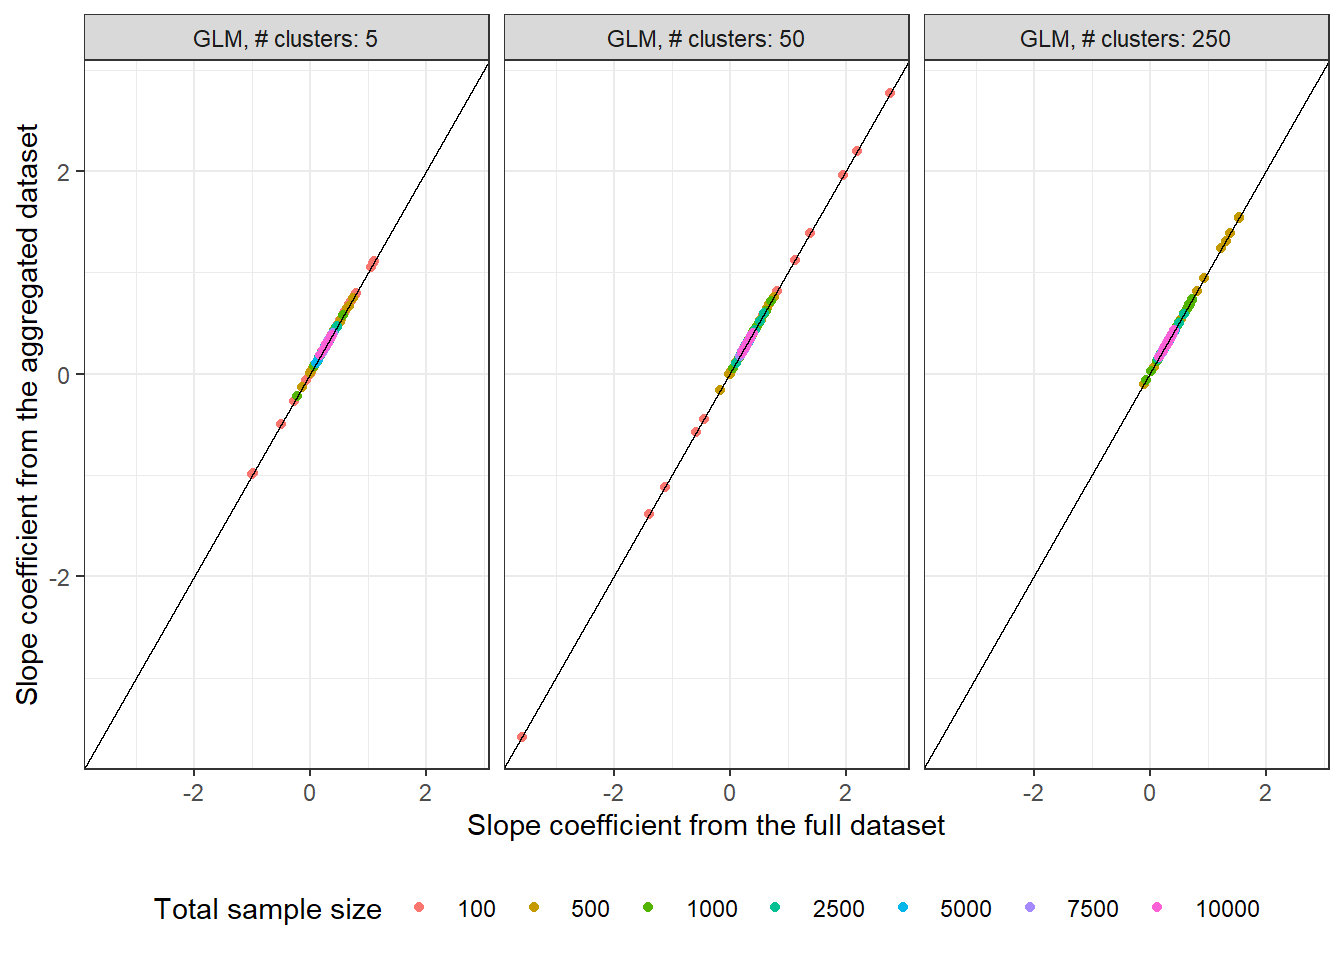 GLM, # clusters: 5
GLM, # clusters: 50
GLM, # clusters: 250
Slope coefficient from the aggregated dataset
2
0
-2
-2 0 2
-2 0 2
-2 0 2
Slope coefficient from the full dataset
Total sample size 100 500 1000 2500 5000 7500 10000